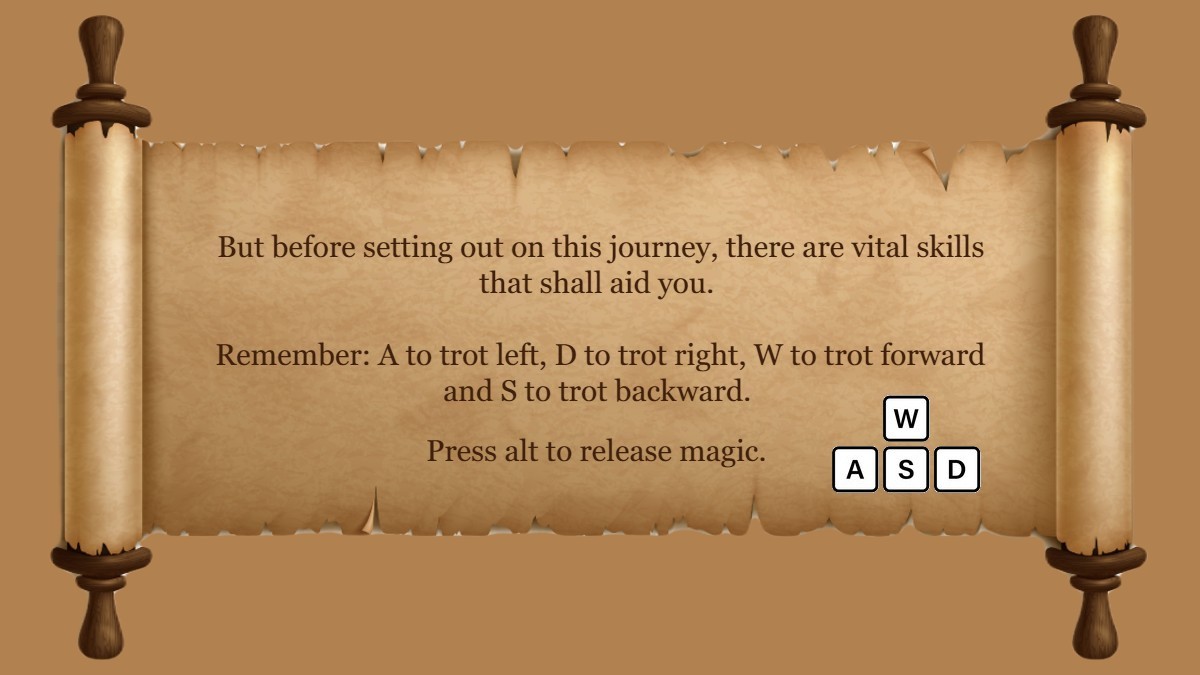 But before setting out on this journey, there are vital skills
that shall aid you.
Remember: A to trot left, D to trot right, W to trot forward
and S to trot backward.
Press alt to release magic.
W
A S D